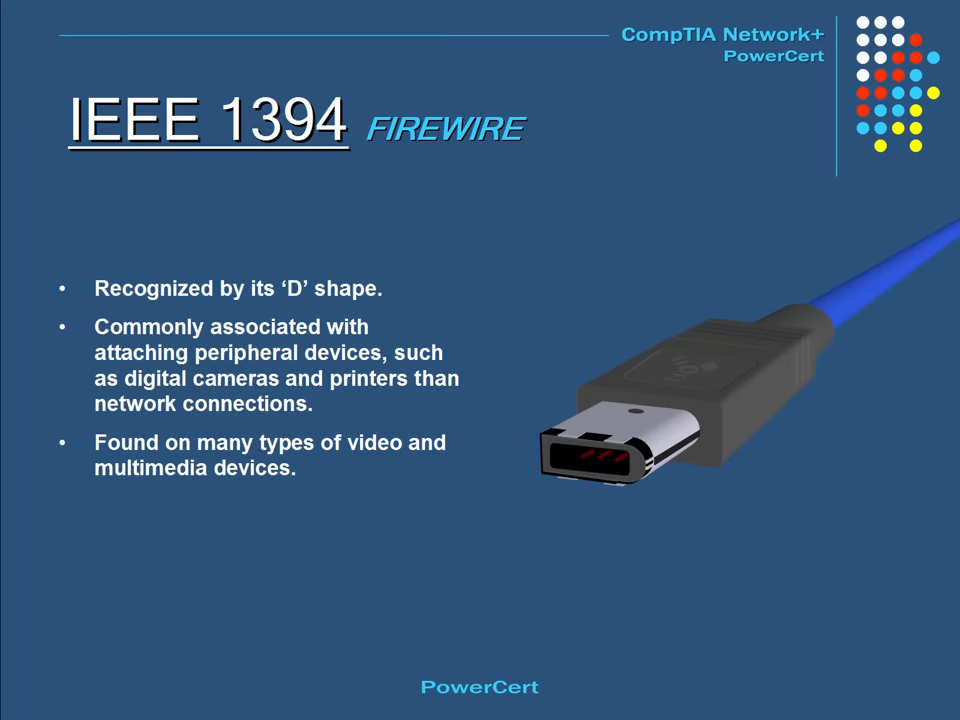 CompTIA Network+
PowerCert
IEEE 1394 FIREWIRE
• Recognized by its ‘D’ shape.
• Commonly associated with
attaching peripheral devices, such
as digital cameras and printers than
network connections.
• Found on many types of video and
multimedia devices.
PowerCert